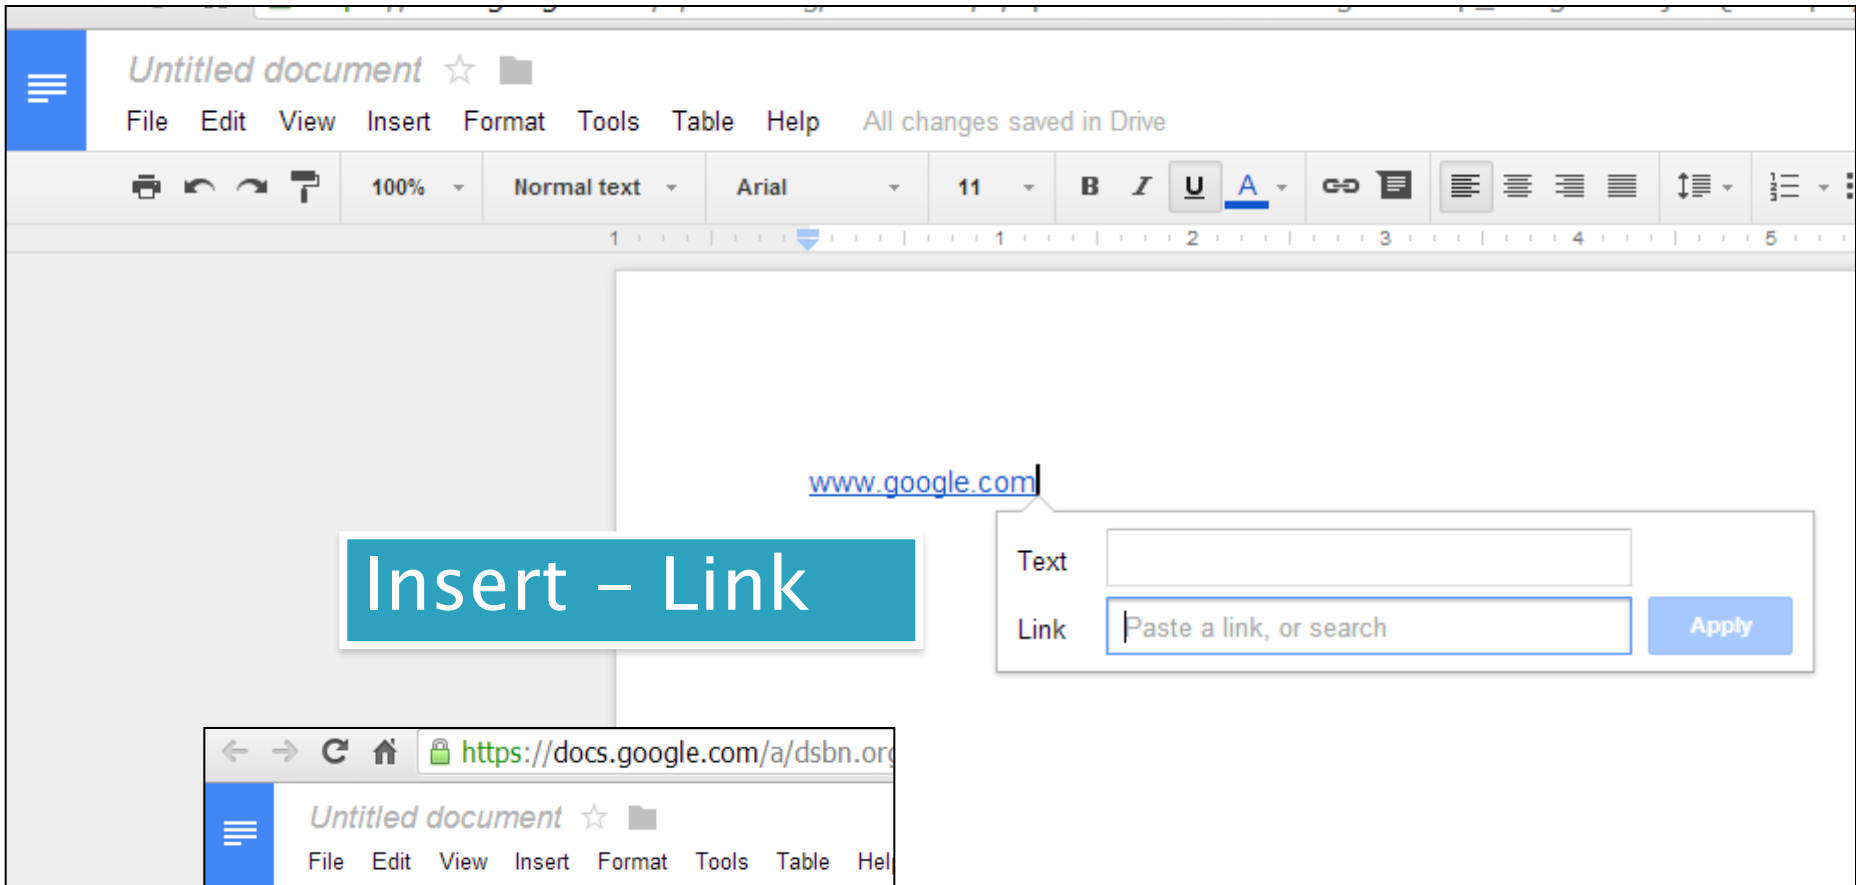 Untitled document
File Edit View Insert Format Tools Table Help All changes saved in Drive
100% Normal text Arial 11 B I U A
1 1 2 3 4 5
www.google.com
Insert – Link
Text
Link Paste a link, or search Apply
https://docs.google.com/a/dsbn.org
Untitled document
File Edit View Insert Format Tools Table Help